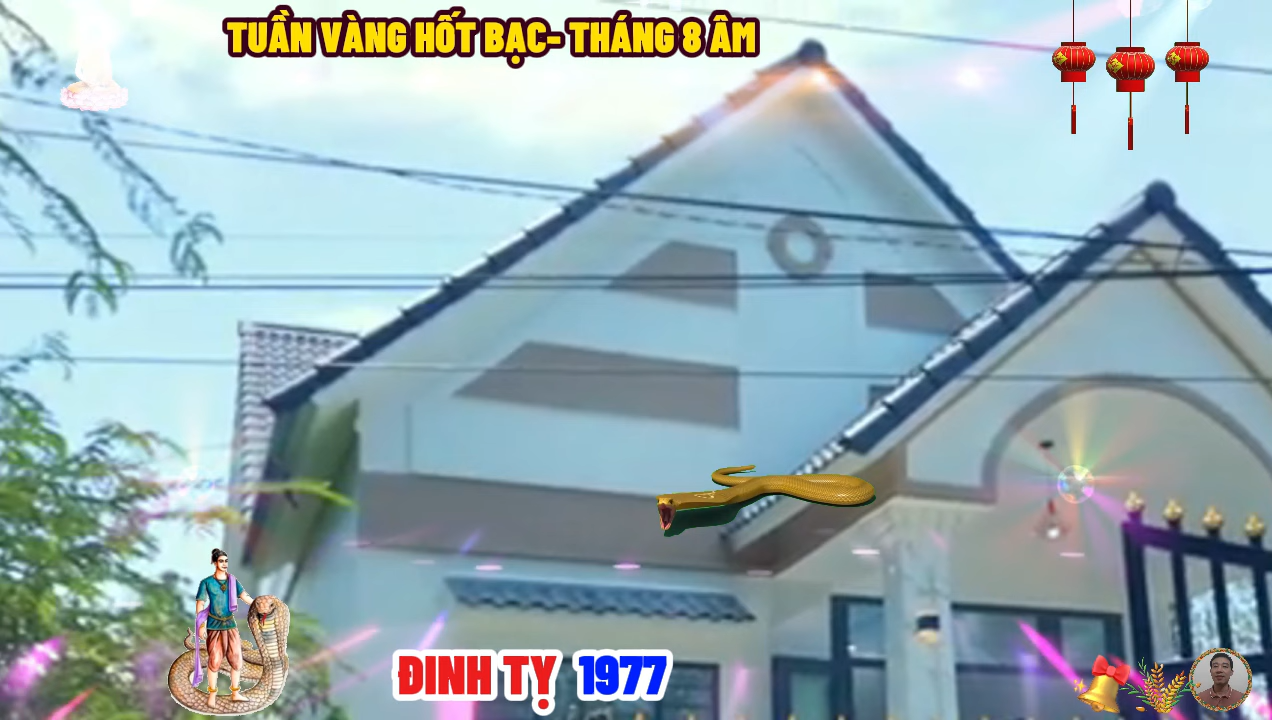 TUẦN VÀNG HỐT BẠC- THÁNG 8 ÂM
ĐINH TỴ 1977